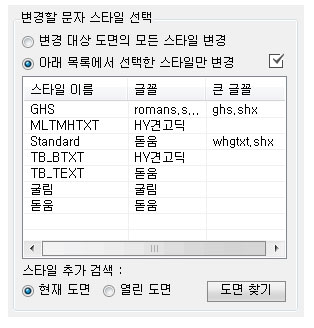 변경할 문자 스타일 선택
변경 대상 도면의 모든 스타일 변경
아래 목록에서 선택한 스타일만 변경
스타일 이름 글꼴 큰 글꼴
GHS romans.s... ghs.shx
MLTMHTXT HY견고딕
Standard 돋움 whgtxt.shx
TB_BTXT HY견고딕
TB_TEXT 돋움
굴림 굴림
돋움 돋움
스타일 추가 검색 :
현재 도면 열린 도면 도면 찾기